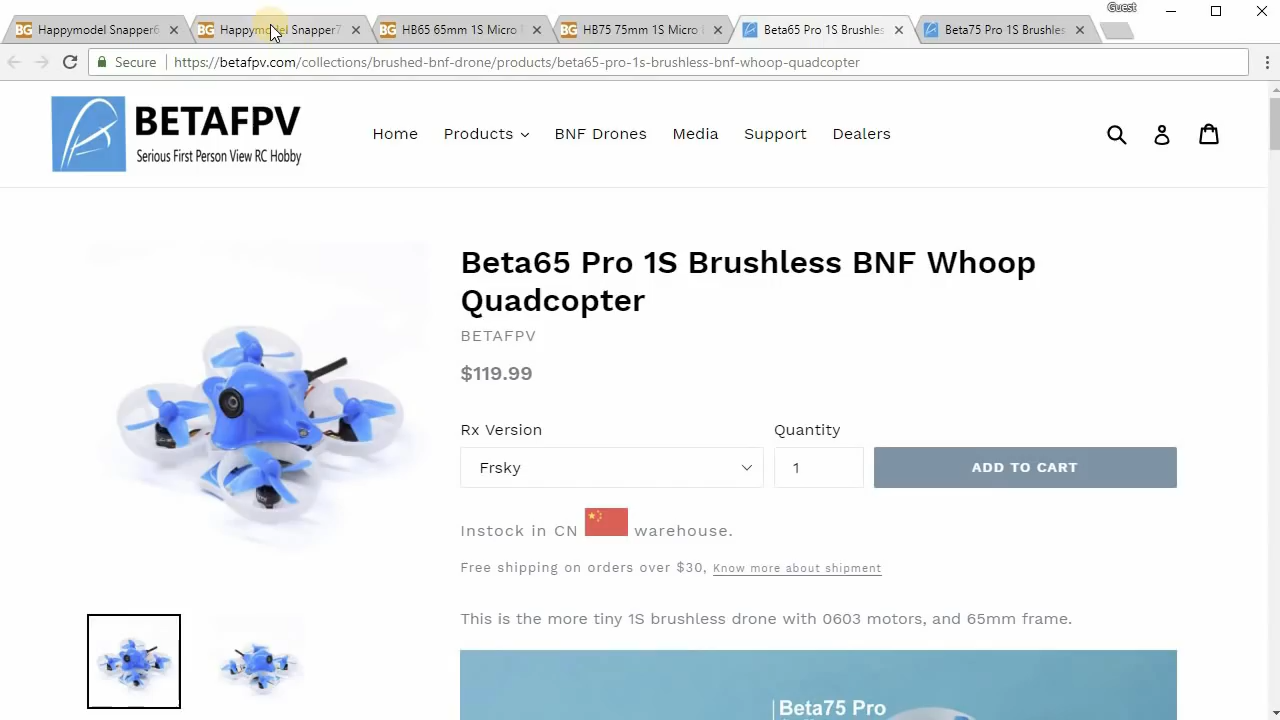 Guest
BG Happymodel Snapper6
BG Happymodel Snapper7
BG HB65 65mm 1S Micro
BG HB75 75mm 1S Micro
Beta65 Pro 1S Brushles
Beta75 Pro 1S Brushles
Secure https://betafpv.com/collections/brushed-bnf-drone/products/beta65-pro-1s-brushless-bnf-whoop-quadcopter
BETAFPV
Serious First Person View RC Hobby
Home Products BNF Drones Media Support Dealers
Beta65 Pro 1S Brushless BNF Whoop
Quadcopter
BETAFPV
$119.99
Rx Version Quantity
Frsky 1 ADD TO CART
Instock in CN warehouse.
Free shipping on orders over $30, Know more about shipment
This is the more tiny 1S brushless drone with 0603 motors, and 65mm frame.
Beta75 Pro